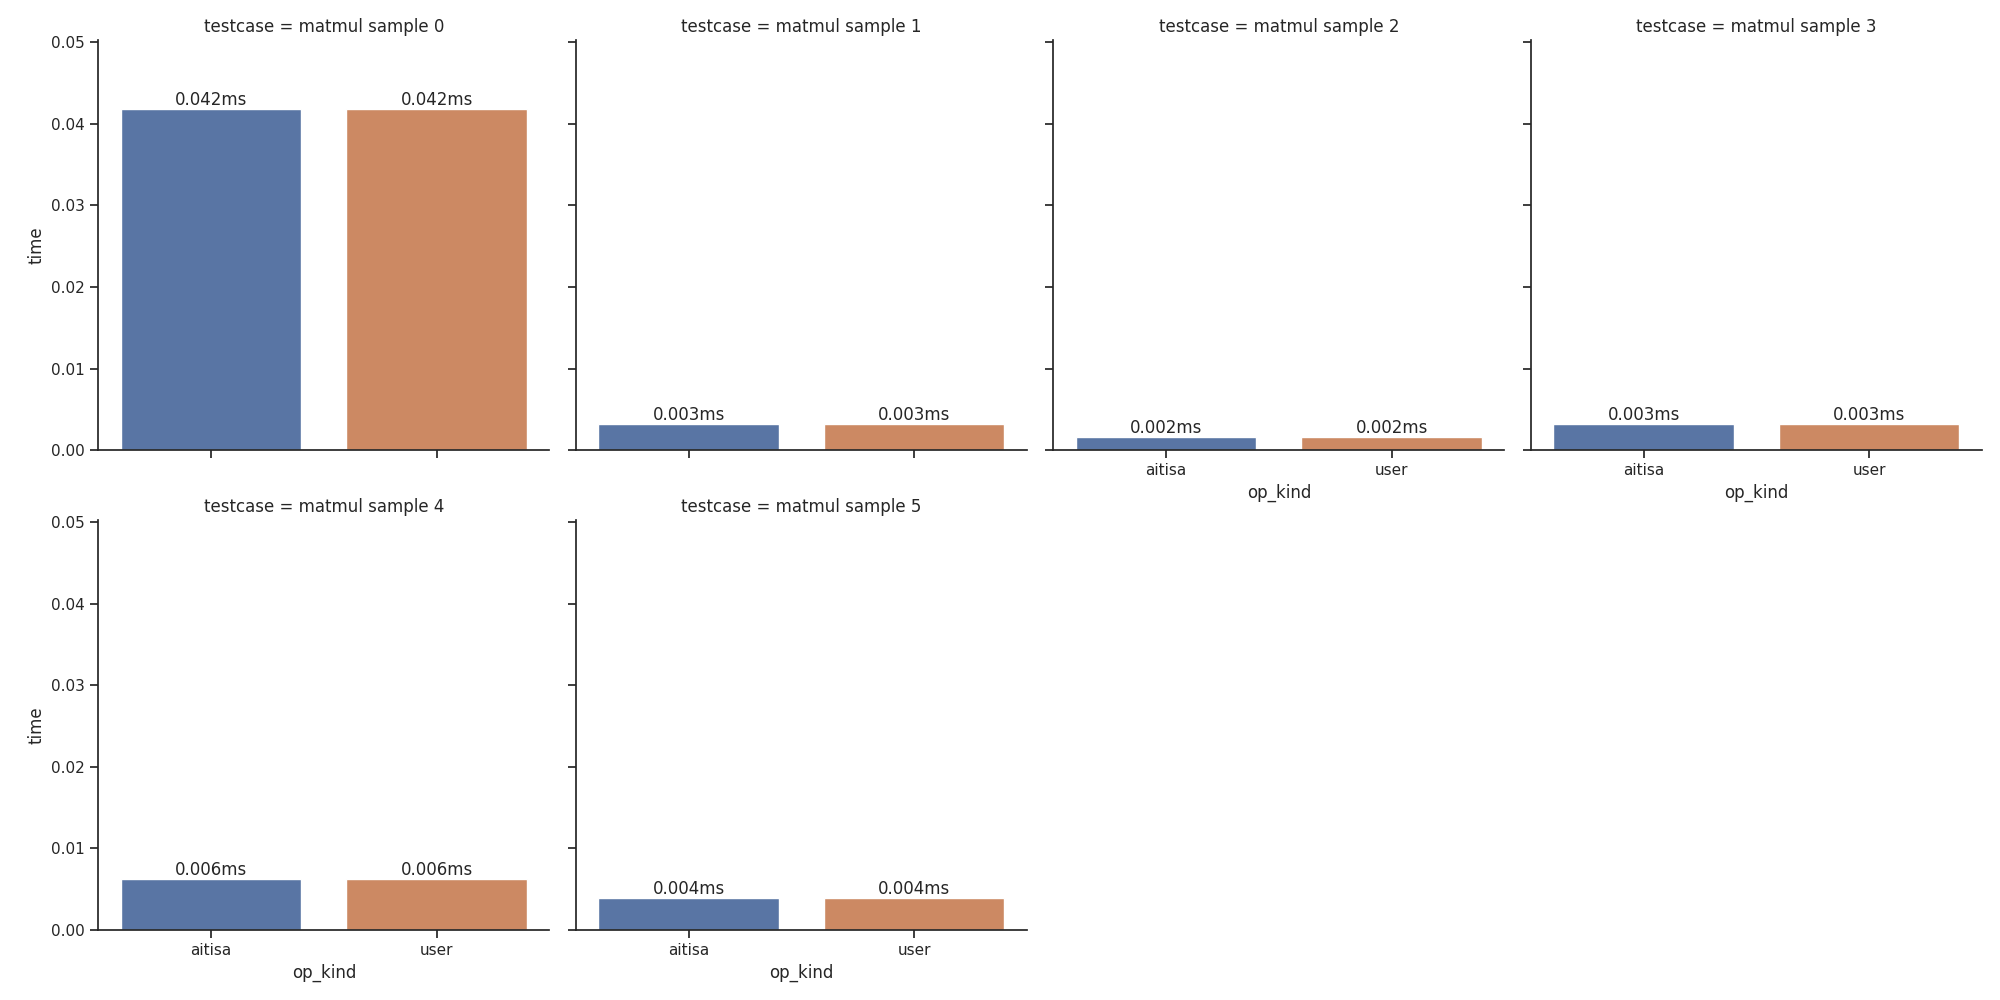 testcase = matmul sample 0
testcase = matmul sample 1
testcase = matmul sample 2
testcase = matmul sample 3
0.05
0.04
0.03
0.02
0.01
0.00
time
0.042ms
0.042ms
0.003ms
0.003ms
0.002ms
0.002ms
0.003ms
0.003ms
aitisa
user
aitisa
user
op_kind
op_kind
testcase = matmul sample 4
testcase = matmul sample 5
0.05
0.04
0.03
0.02
0.01
0.00
time
0.006ms
0.006ms
0.004ms
0.004ms
aitisa
user
aitisa
user
op_kind
op_kind